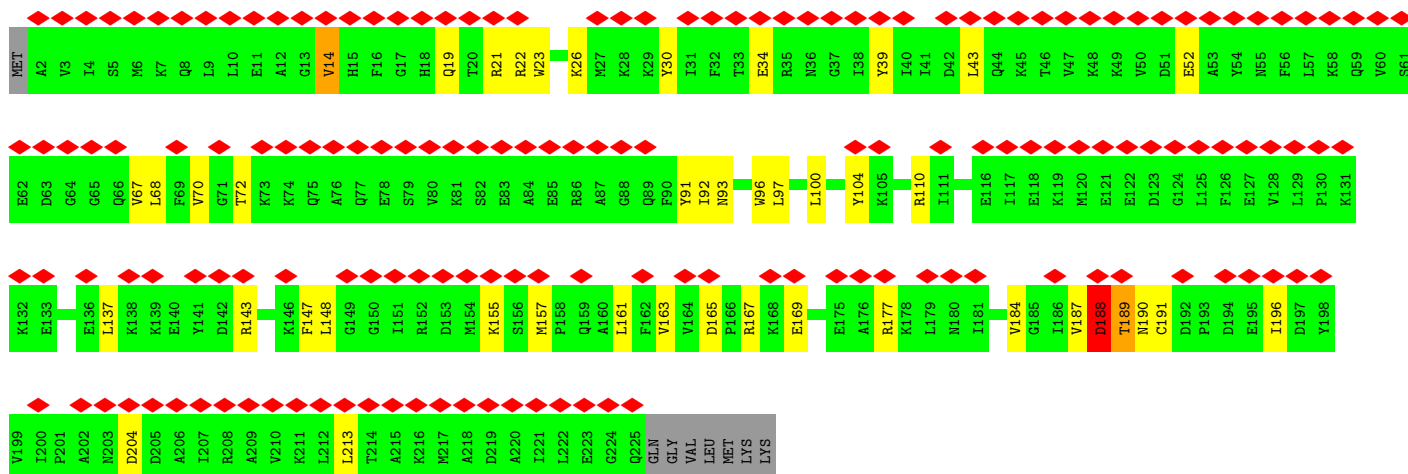 MET A2 V3 I4 S5 M6 K7 Q8 L9 L10 E11 A12 G13 V14 H15 F16 G17 H18 Q19 T20 R21 R22 W23 K26 M27 K28 K29 Y30 I31 F32 T33 E34 R35 N36 G37 I38 Y39 I40 I41 D42 L43 Q44 K45 T46 V47 K48 K49 V50 D51 E52 A53 Y54 N55 F56 L57 K58 Q59 V60 S61
E62 D63 G64 G65 Q66 V67 L68 F69 V70 G71 T72 K73 K74 Q75 A76 Q77 E78 S79 V80 K81 S82 E83 A84 E85 R86 A87 G88 Q89 F90 Y91 I92 N93 W96 L97 L100 Y104 K105 R110 I111 E116 I117 E118 K119 M120 E121 E122 D123 G124 L125 F126 E127 V128 L129 P130 K131
K132 E133 E136 L137 K138 K139 E140 Y141 D142 R143 K146 F147 L148 G149 G150 I151 R152 D153 M154 K155 S156 M157 P158 Q159 A160 L161 F162 V163 V164 D165 P166 R167 K168 E169 E175 A176 R177 K178 L179 N180 I181 V184 G185 I186 V187 D188 T189 N190 C191 D192 P193 D194 E195 I196 D197 Y198
V199 I200 P201 A202 N203 D204 D205 A206 I207 R208 A209 V210 K211 L212 L213 T214 A215 K216 M217 A218 D219 A220 I221 L222 E223 G224 Q225 GLN GLY VAL LEU MET LYS LYS